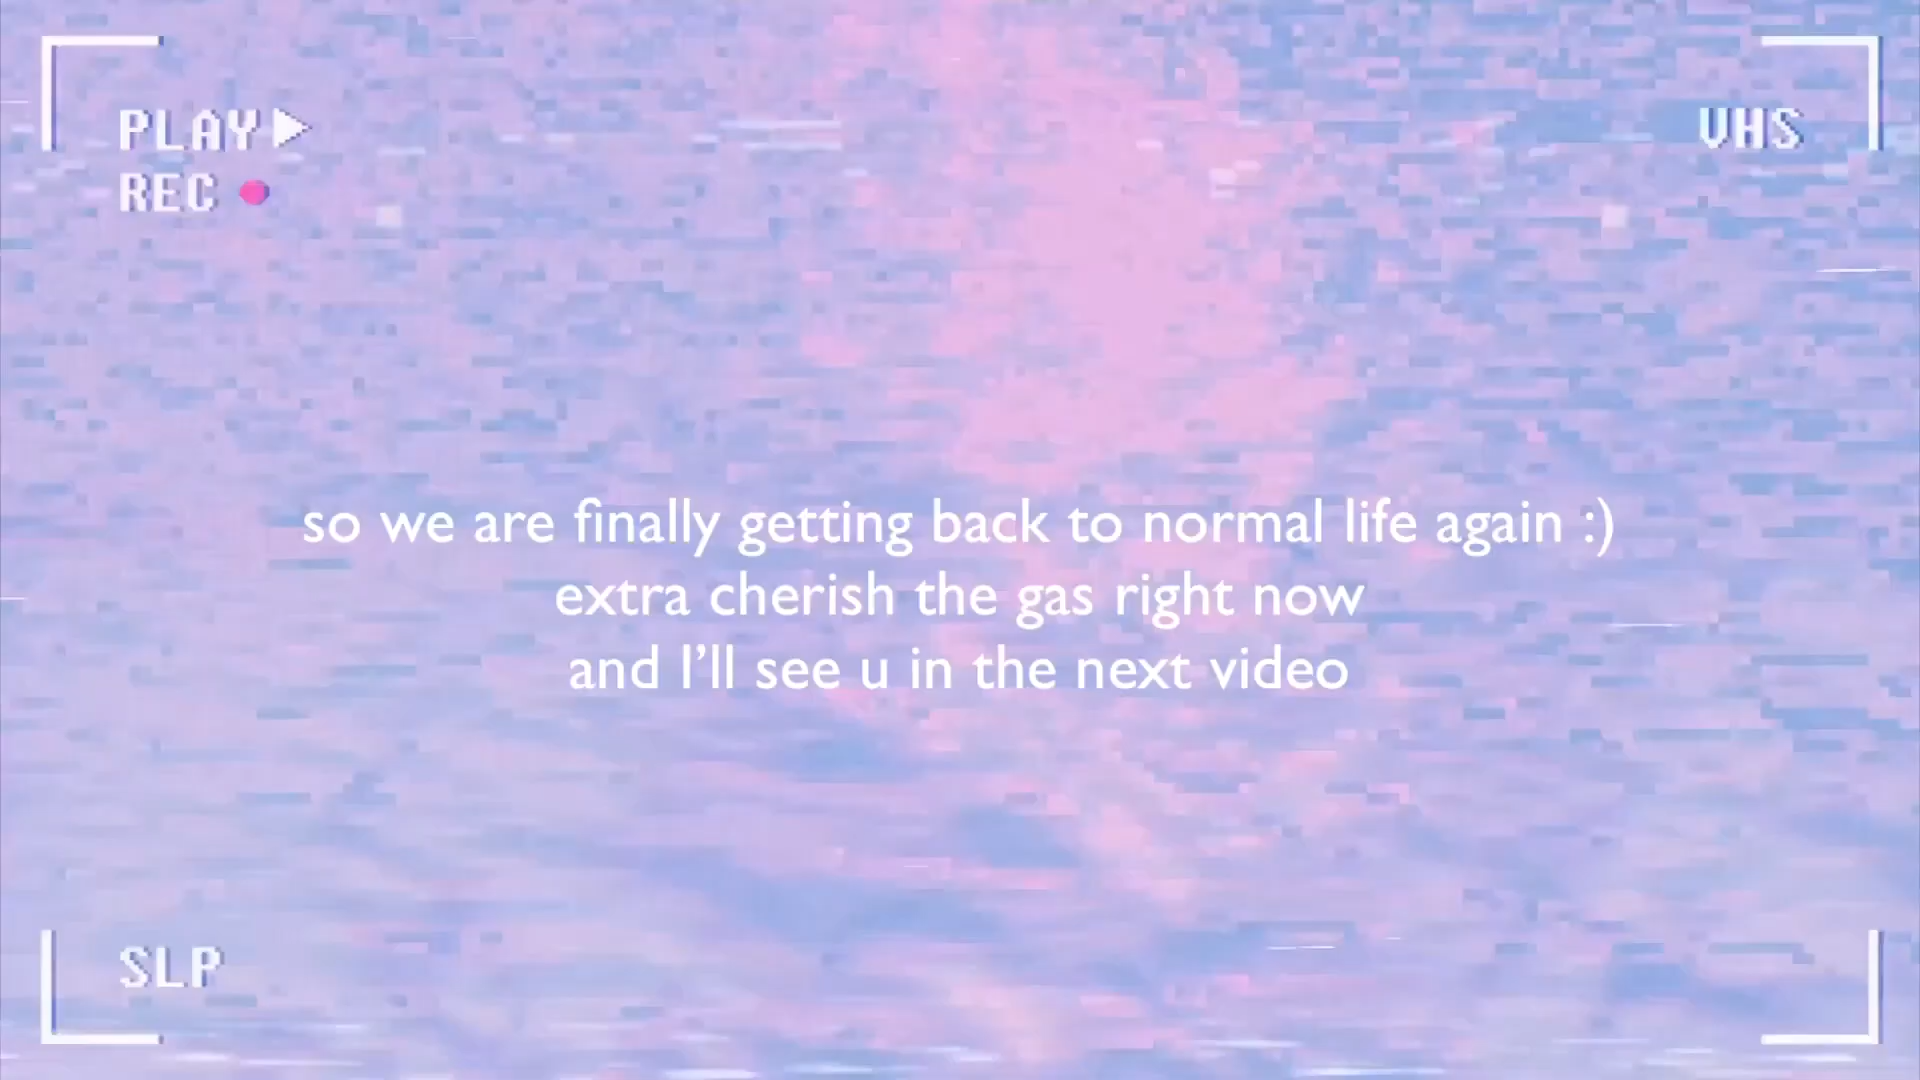 PLAY
REC
VHS
so we are finally getting back to normal life again :)
extra cherish the gas right now
and I’ll see u in the next video
SLP